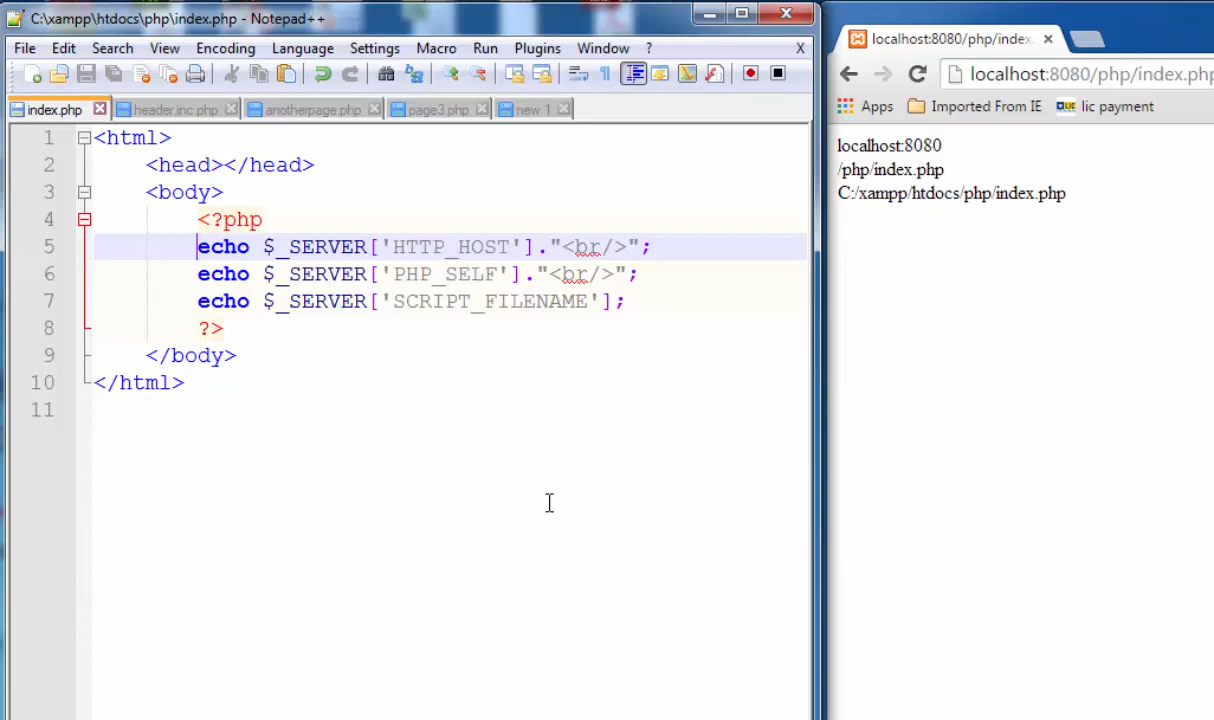 C:\xampp\htdocs\php\index.php - Notepad++
File Edit Search View Encoding Language Settings Macro Run Plugins Window ? X
index.php header.inc.php anotherpage.php page3.php new 1
1 <html>
2 <head></head>
3 <body>
4 <?php
5 echo $_SERVER['HTTP_HOST']."<br/>";
6 echo $_SERVER['PHP_SELF']."<br/>";
7 echo $_SERVER['SCRIPT_FILENAME'];
8 ?>
9 </body>
10 </html>
11
localhost:8080/php/index.
localhost:8080/php/index.php
Apps Imported From IE LIC lic payment
localhost:8080
/php/index.php
C:/xampp/htdocs/php/index.php